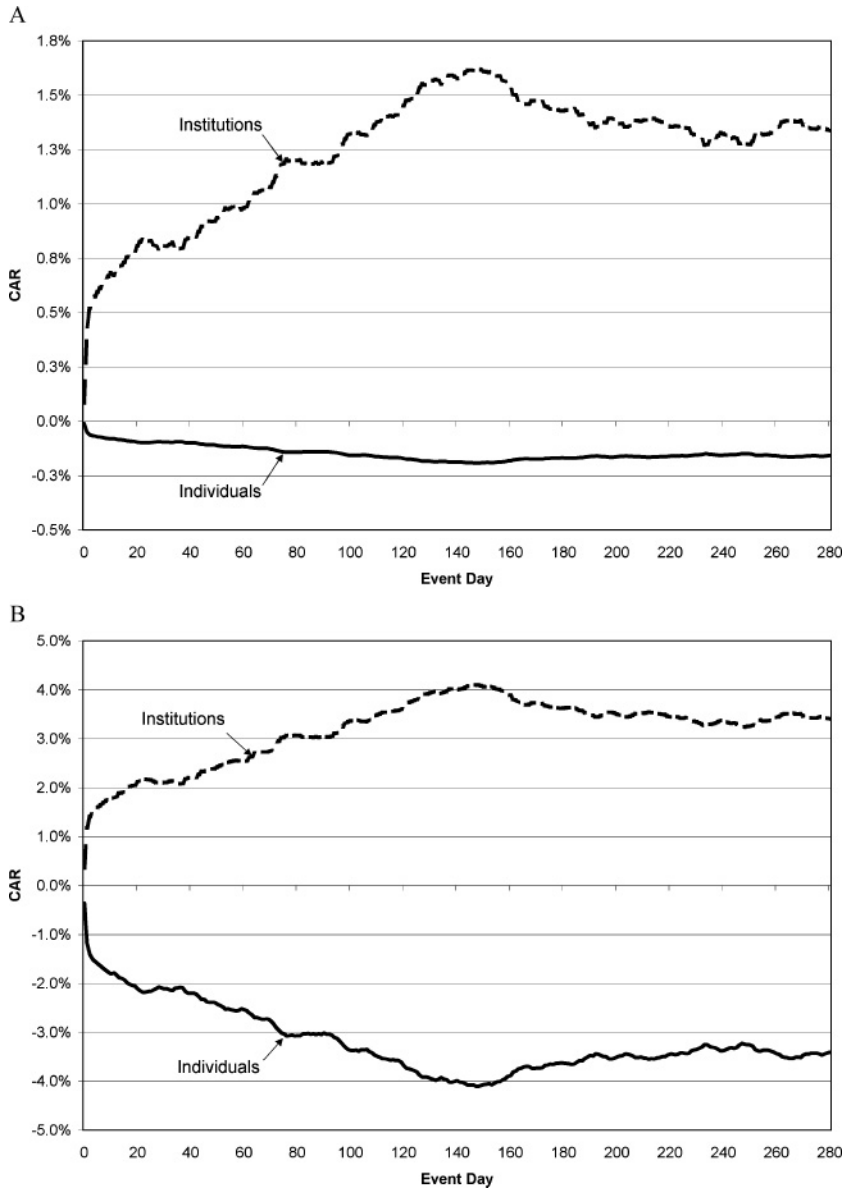 A
1.8%
1.5%
1.3%
1.0%
0.8%
0.5%
0.3%
0.0%
-0.3%
-0.5%
CAR
Institutions
Individuals
0 20 40 60 80 100 120 140 160 180 200 220 240 260 280
Event Day
B
5.0%
4.0%
3.0%
2.0%
1.0%
0.0%
-1.0%
-2.0%
-3.0%
-4.0%
-5.0%
CAR
Institutions
Individuals
0 20 40 60 80 100 120 140 160 180 200 220 240 260 280
Event Day